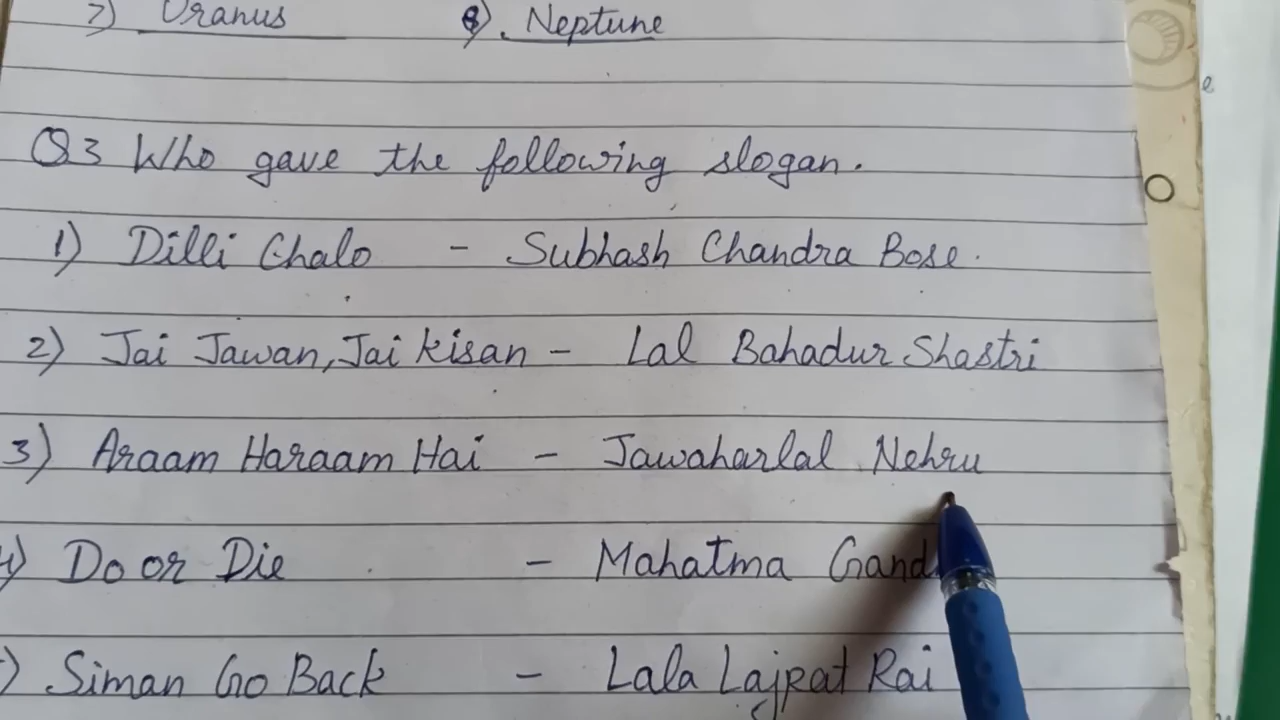 7) Uranus 8). Neptune
Q3 Who gave the following slogan.
1) Dilli Chalo - Subhash Chandra Bose.
2) Jai Jawan, Jai Kisan - Lal Bahadur Shastri
3) Araam Haraam Hai - Jawaharlal Nehru
4) Do or Die - Mahatma Gand
) Siman Go Back - Lala Lajpat Rai